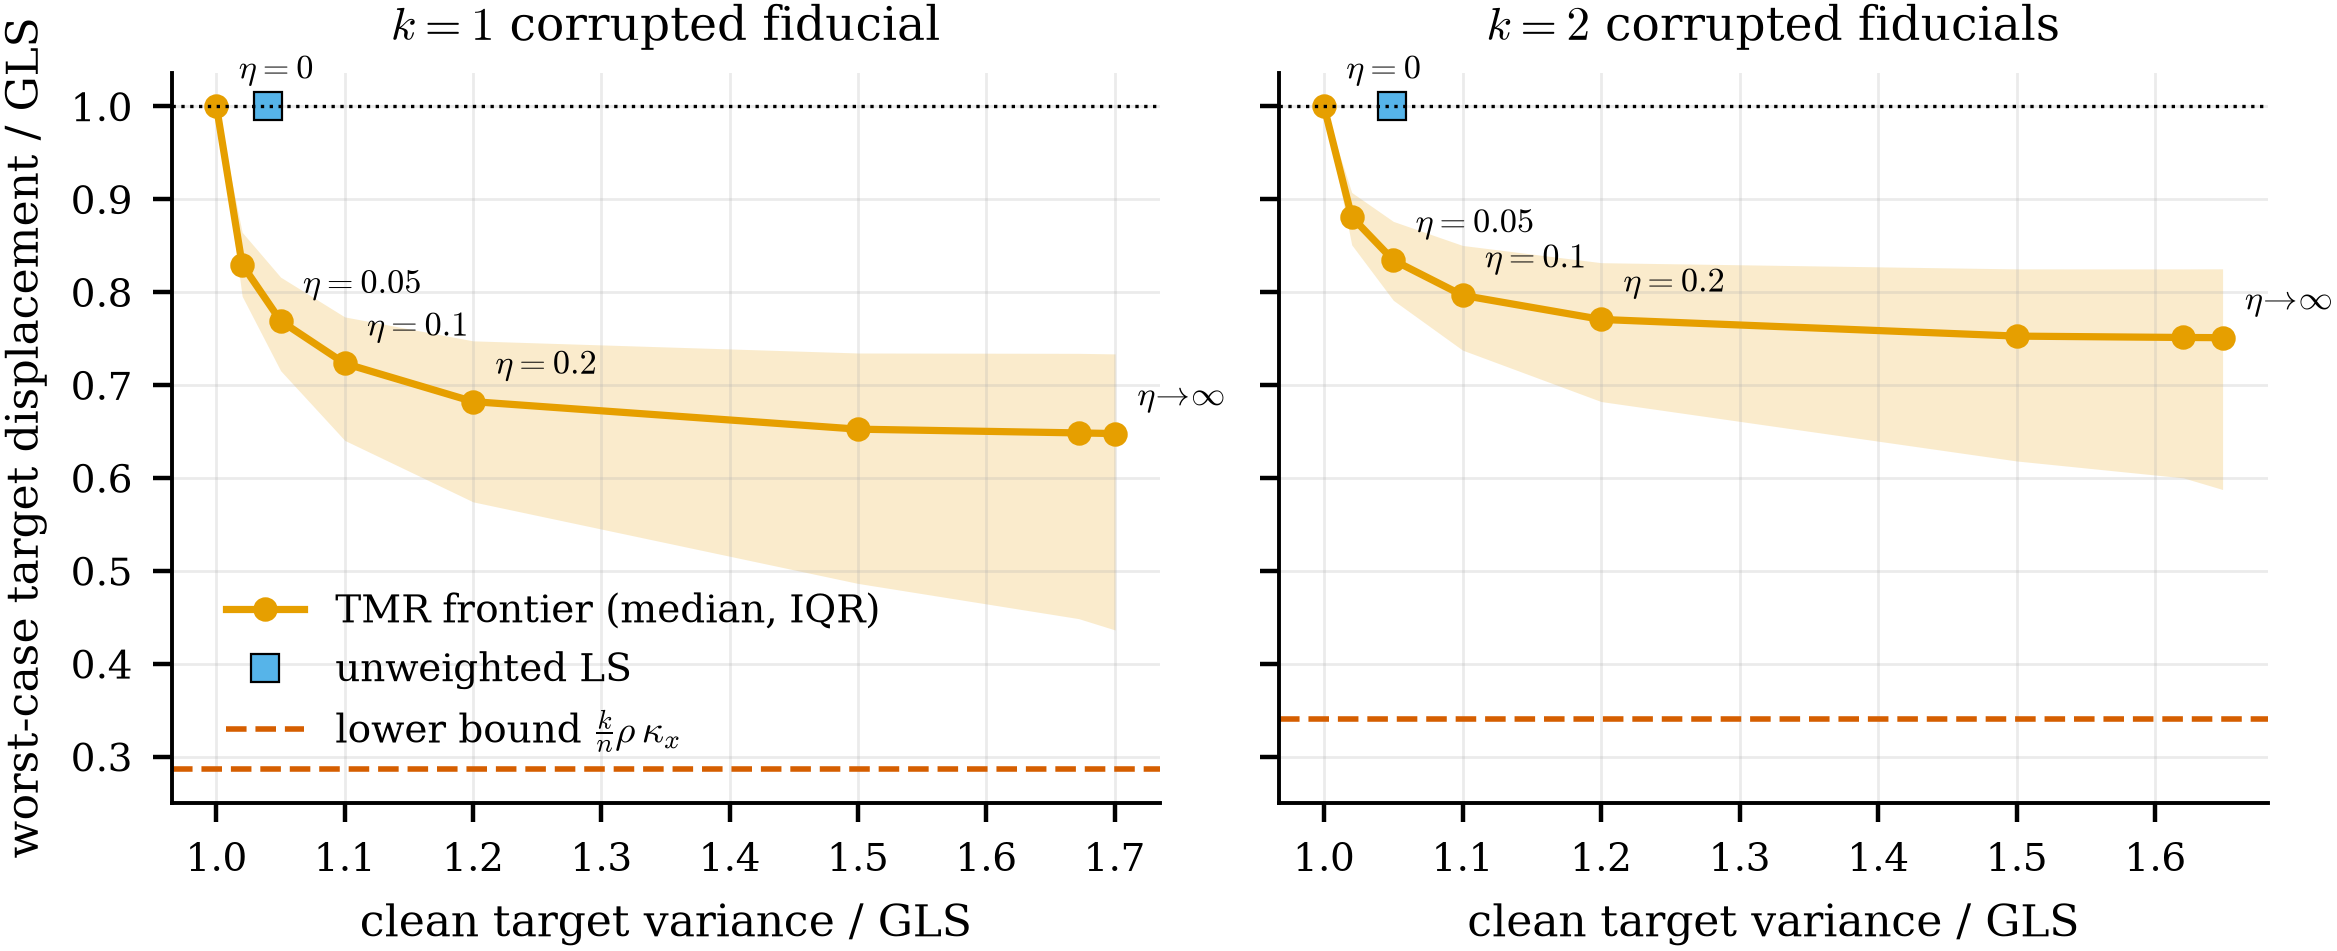 k = 1 corrupted fiducial
worst-case target displacement / GLS
1.0
0.9
0.8
0.7
0.6
0.5
0.4
0.3
η = 0
η = 0.05
η = 0.1
η = 0.2
η→∞
TMR frontier (median, IQR)
unweighted LS
lower bound k/n ρ κₓ
1.0 1.1 1.2 1.3 1.4 1.5 1.6 1.7
clean target variance / GLS
k = 2 corrupted fiducials
η = 0
η = 0.05
η = 0.1
η = 0.2
η→∞
1.0 1.1 1.2 1.3 1.4 1.5 1.6
clean target variance / GLS